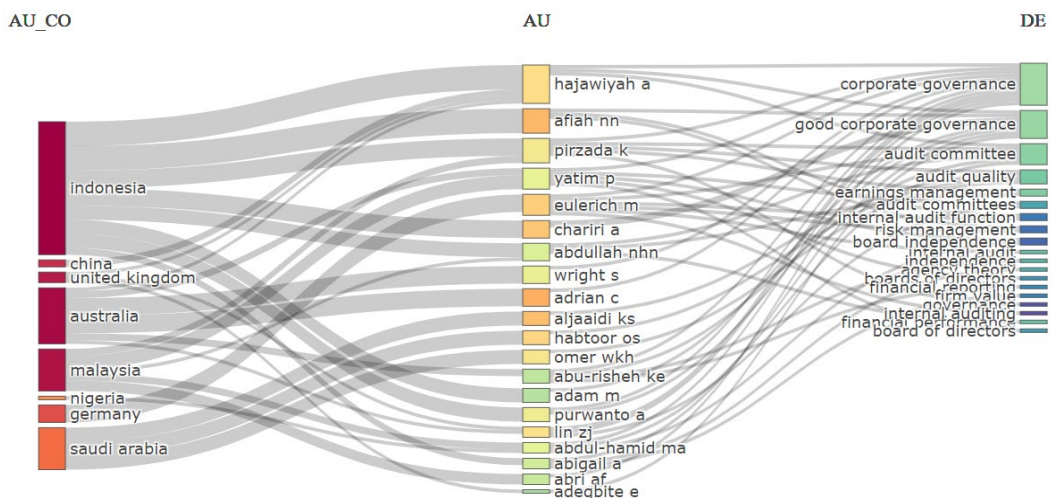 AU_CO
AU
DE
indonesia
china
united kingdom
australia
malaysia
nigeria
germany
saudi arabia
hajawiyah a
afiah nn
pirzada k
yatim p
eulerich m
chariri a
abdullah nhn
wright s
adrian c
aljaaidi ks
habtoor os
omer wkh
abu-risheh ke
adam m
purwanto a
lin zj
abdul-hamid ma
abigail a
abri af
adegbite e
corporate governance
good corporate governance
audit committee
audit quality
earnings management
audit committees
internal audit function
risk management
board independence
internal audit
independence
agency theory
boards of directors
financial reporting
firm value
governance
internal auditing
financial performance
board of directors